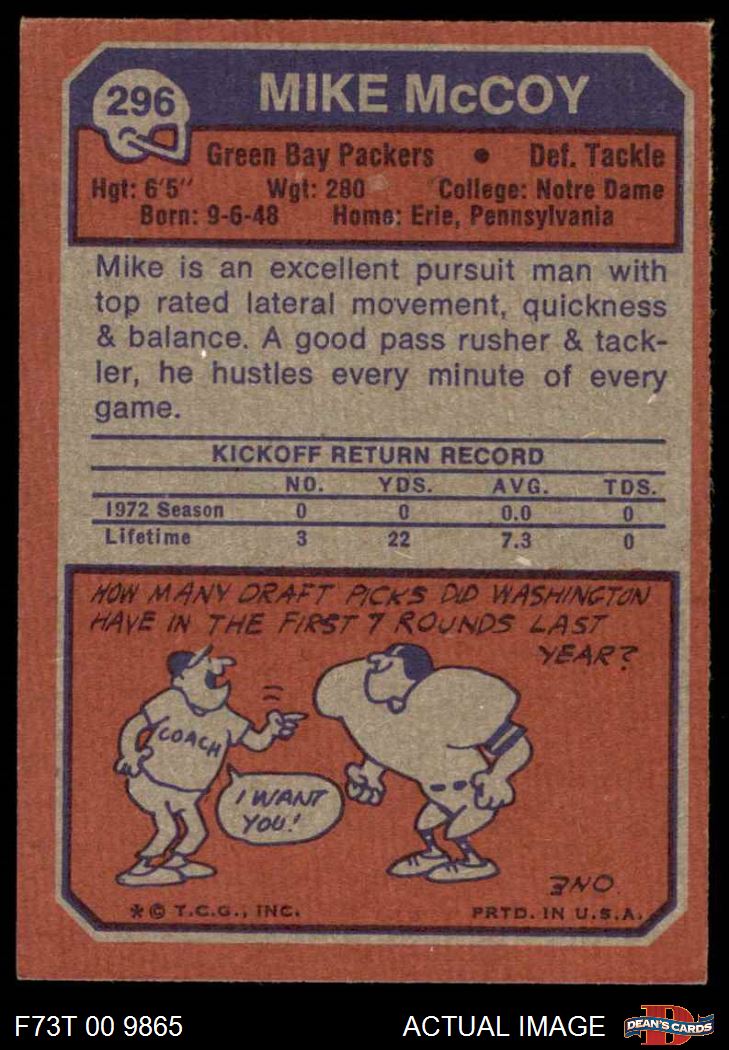 296
MIKE McCOY
Green Bay Packers • Def. Tackle
Hgt: 6'5" Wgt: 280 College: Notre Dame
Born: 9-6-48 Home: Erie, Pennsylvania
Mike is an excellent pursuit man with
top rated lateral movement, quickness
& balance. A good pass rusher & tack-
ler, he hustles every minute of every
game.
KICKOFF RETURN RECORD
NO. YDS. AVG. TDS.
1972 Season 0 0 0.0 0
Lifetime 3 22 7.3 0
HOW MANY DRAFT PICKS DID WASHINGTON
HAVE IN THE FIRST 7 ROUNDS LAST
YEAR?
COACH
I WANT
YOU!
ƎNO
* © T.C.G., INC. PRTD. IN U.S.A.
F73T 00 9865 ACTUAL IMAGE
D
DEAN'S CARDS